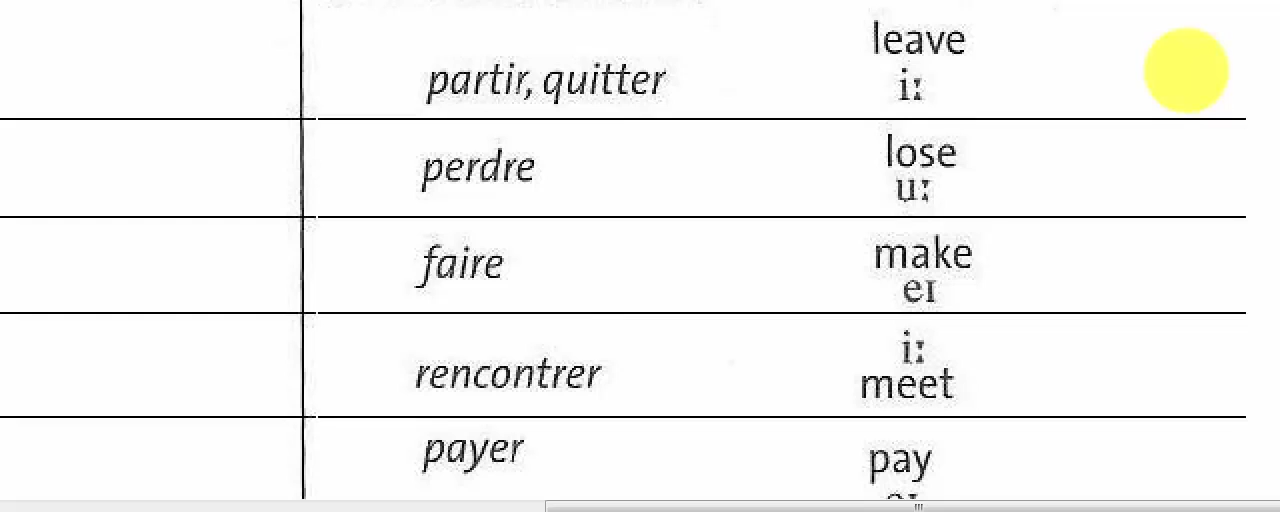 partir, quitter leave
iː
perdre lose
uː
faire make
eɪ
iː
rencontrer meet
payer pay